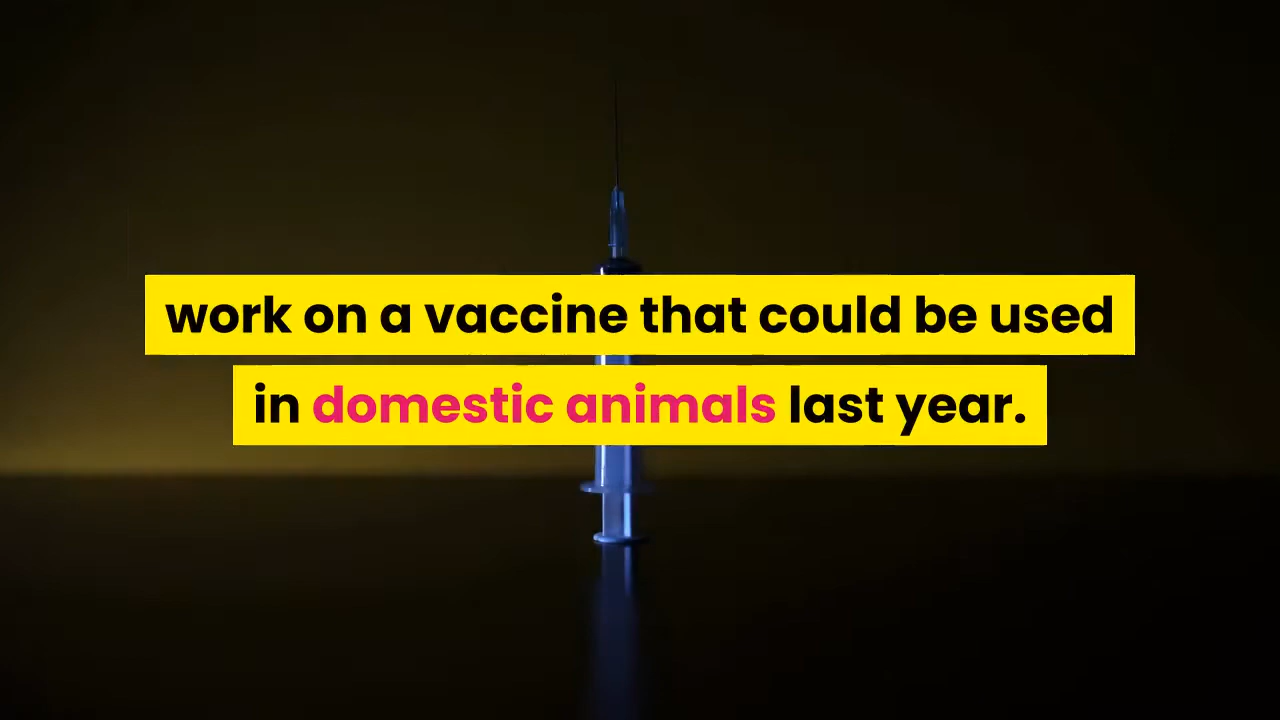 work on a vaccine that could be used
in domestic animals last year.